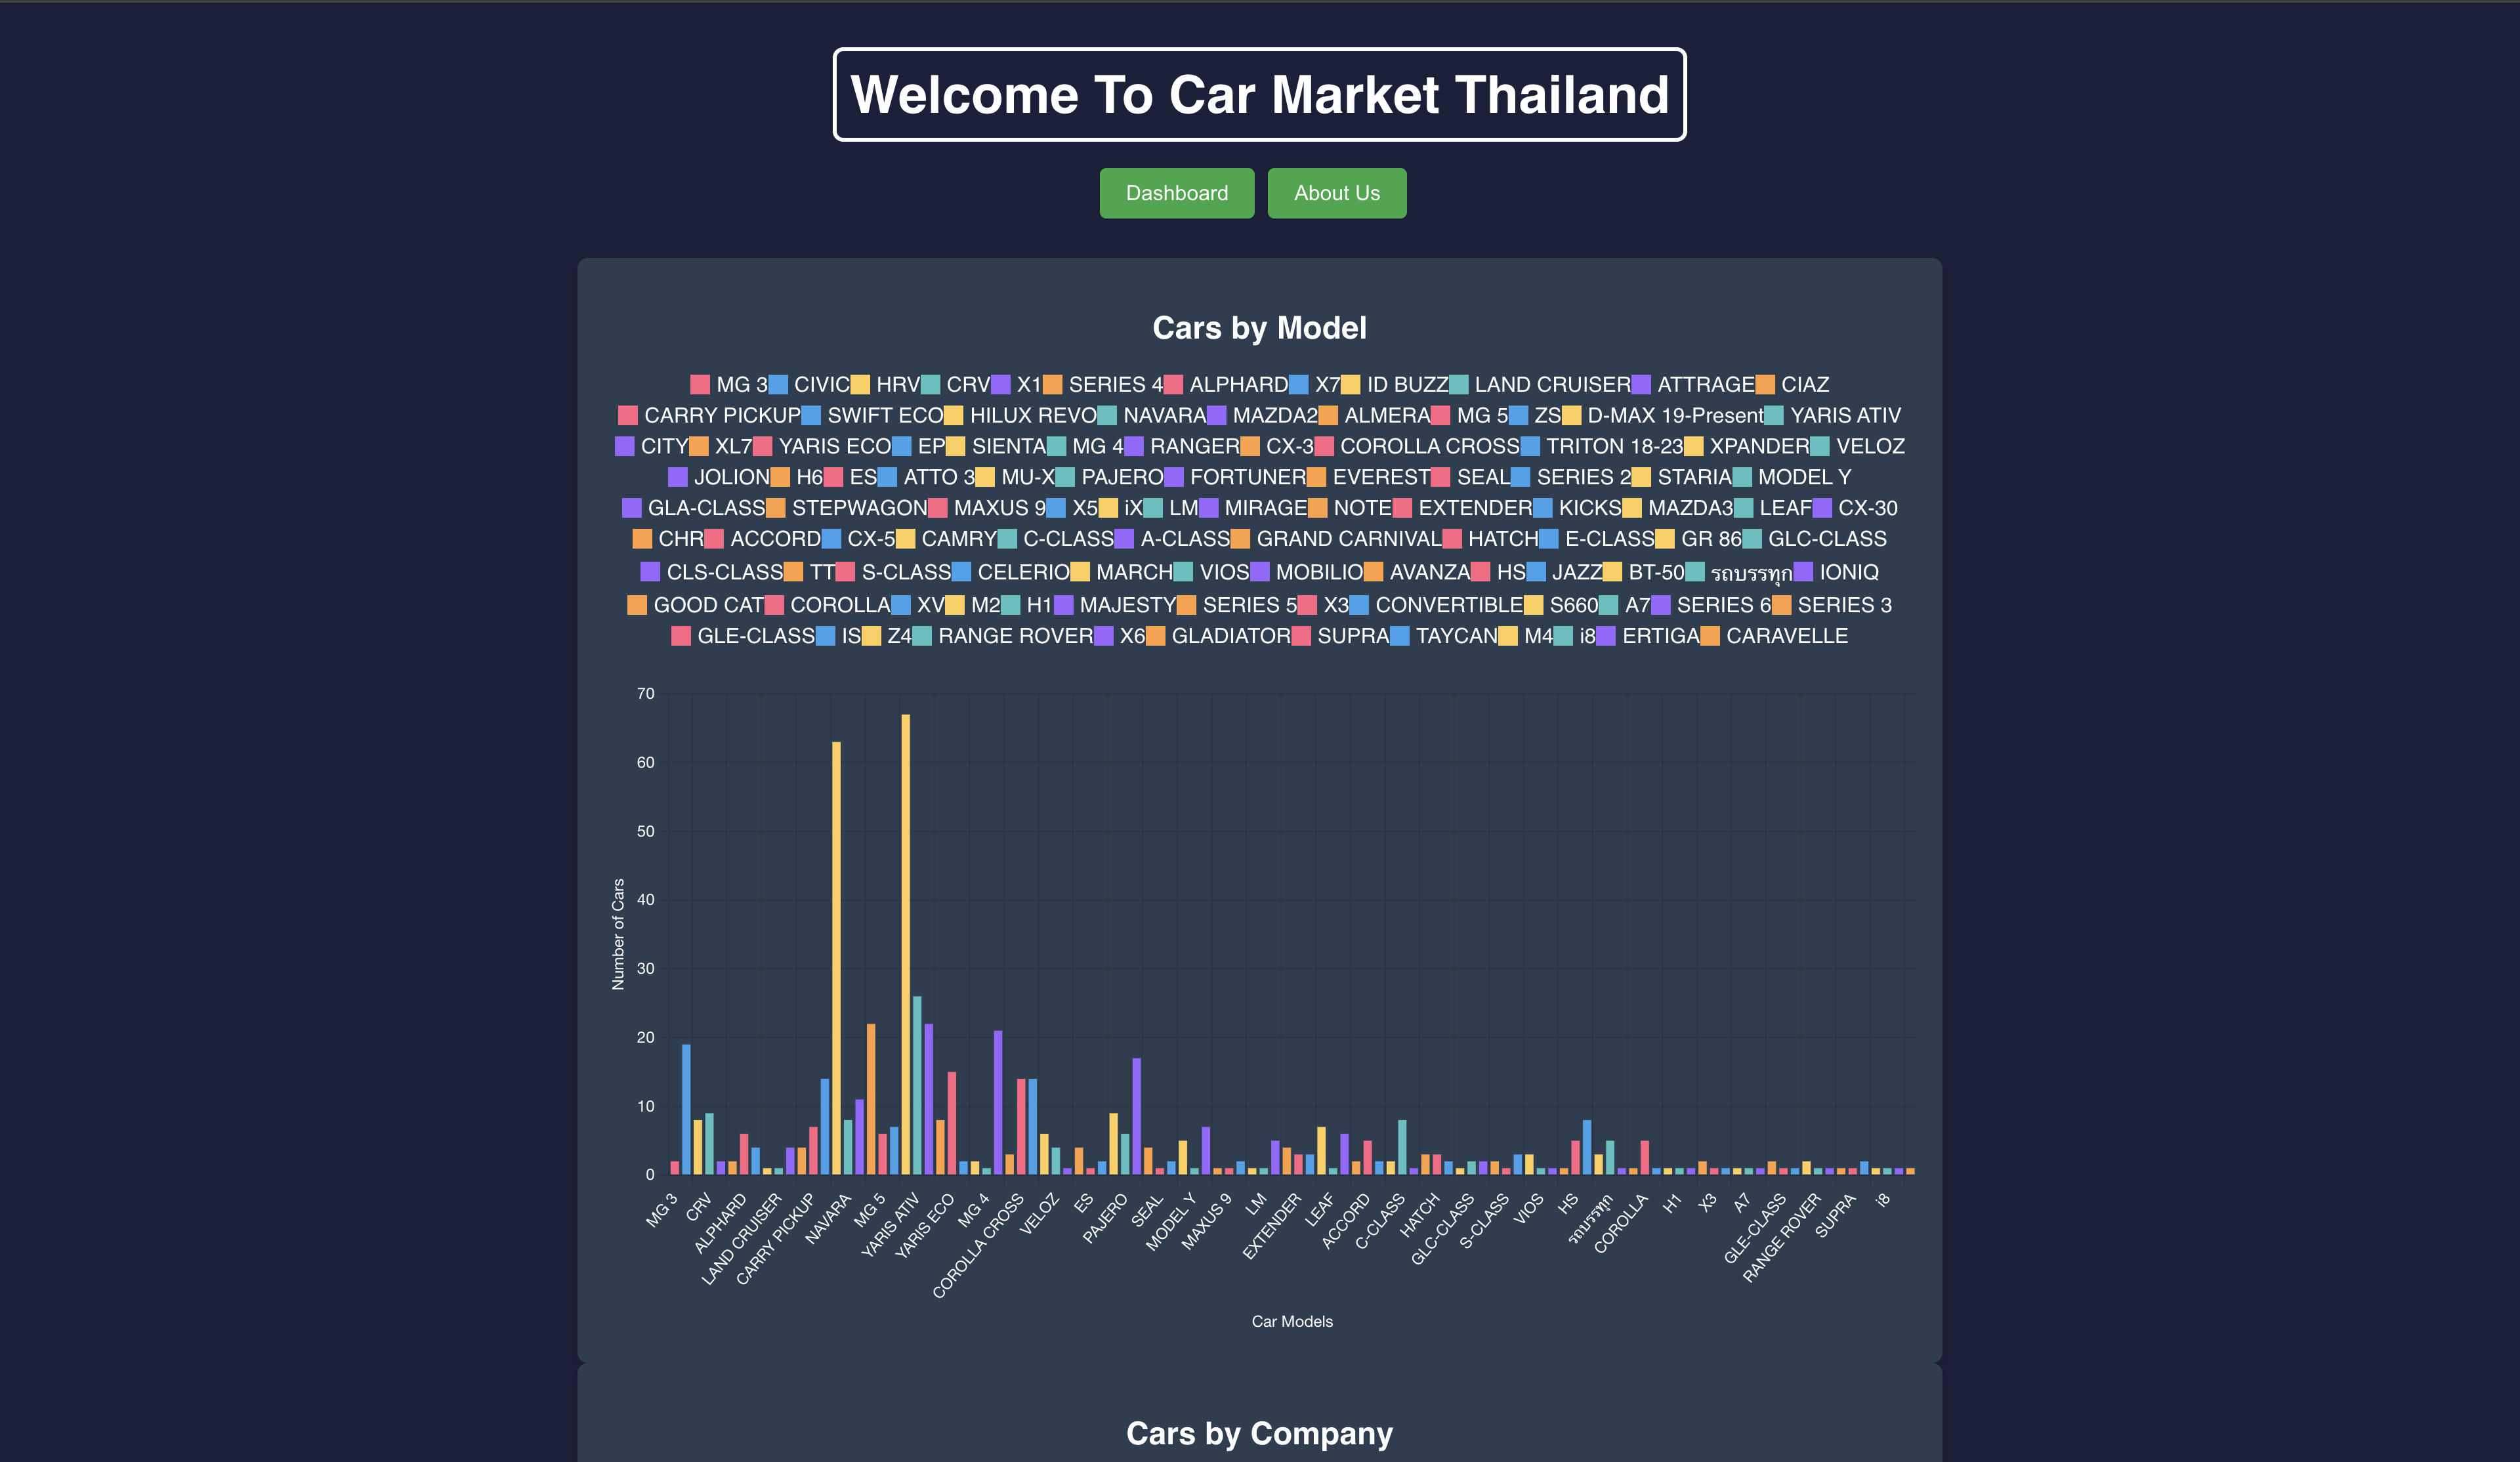 Welcome To Car Market Thailand
Dashboard About Us
Cars by Model
MG 3 CIVIC HRV CRV X1 SERIES 4 ALPHARD X7 ID BUZZ LAND CRUISER ATTRAGE CIAZ
CARRY PICKUP SWIFT ECO HILUX REVO NAVARA MAZDA2 ALMERA MG 5 ZS D-MAX 19-Present YARIS ATIV
CITY XL7 YARIS ECO EP SIENTA MG 4 RANGER CX-3 COROLLA CROSS TRITON 18-23 XPANDER VELOZ
JOLION H6 ES ATTO 3 MU-X PAJERO FORTUNER EVEREST SEAL SERIES 2 STARIA MODEL Y
GLA-CLASS STEPWAGON MAXUS 9 X5 iX LM MIRAGE NOTE EXTENDER KICKS MAZDA3 LEAF CX-30
CHR ACCORD CX-5 CAMRY C-CLASS A-CLASS GRAND CARNIVAL HATCH E-CLASS GR 86 GLC-CLASS
CLS-CLASS TT S-CLASS CELERIO MARCH VIOS MOBILIO AVANZA HS JAZZ BT-50 รถบรรทุก IONIQ
GOOD CAT COROLLA XV M2 H1 MAJESTY SERIES 5 X3 CONVERTIBLE S660 A7 SERIES 6 SERIES 3
GLE-CLASS IS Z4 RANGE ROVER X6 GLADIATOR SUPRA TAYCAN M4 i8 ERTIGA CARAVELLE
70
60
50
40
30
20
10
0
Number of Cars
MG 3
CRV
ALPHARD
LAND CRUISER
CARRY PICKUP
NAVARA
MG 5
YARIS ATIV
YARIS ECO
MG 4
COROLLA CROSS
VELOZ
ES
PAJERO
SEAL
MODEL Y
MAXUS 9
LM
EXTENDER
LEAF
ACCORD
C-CLASS
HATCH
GLC-CLASS
S-CLASS
VIOS
HS
รถบรรทุก
COROLLA
H1
X3
A7
GLE-CLASS
RANGE ROVER
SUPRA
i8
Car Models
Cars by Company